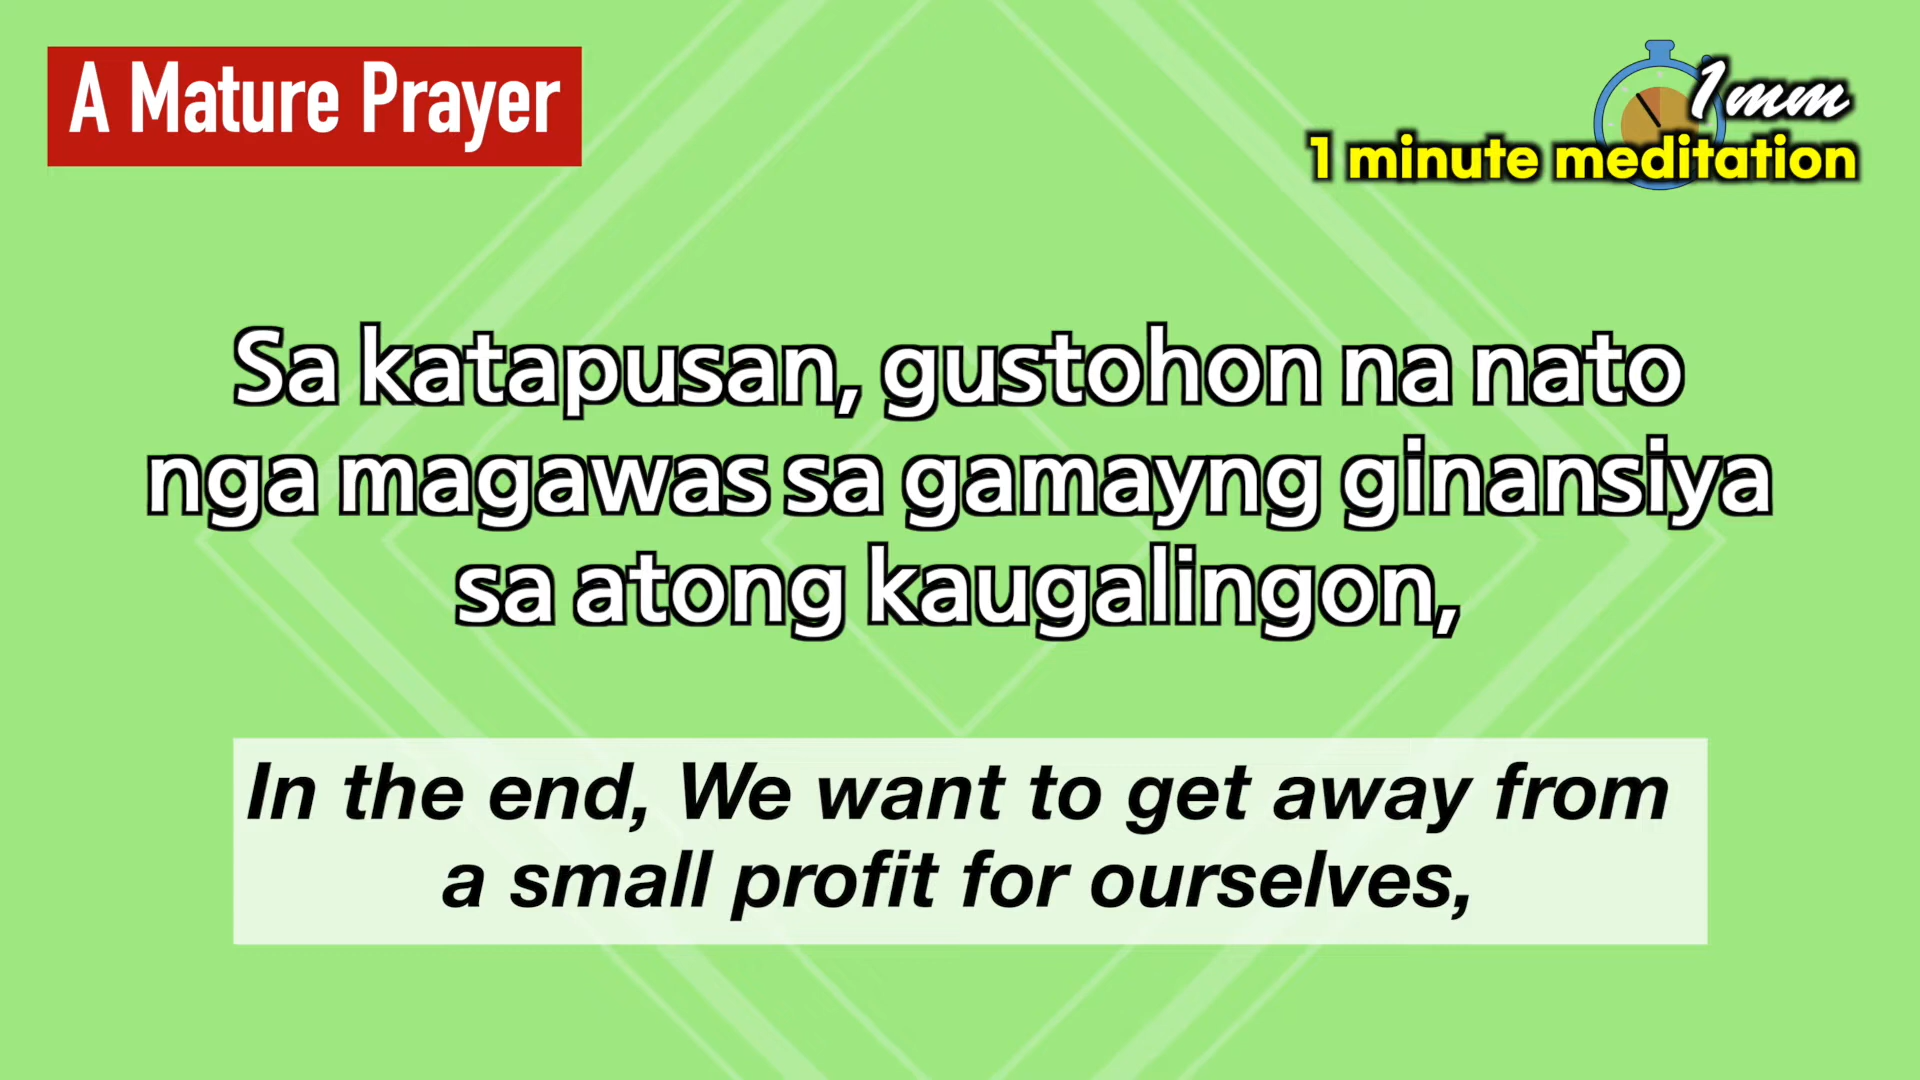 A Mature Prayer
1mm
1 minute meditation
Sa katapusan, gustohon na nato
nga magawas sa gamayng ginansiya
sa atong kaugalingon,
In the end, We want to get away from
a small profit for ourselves,